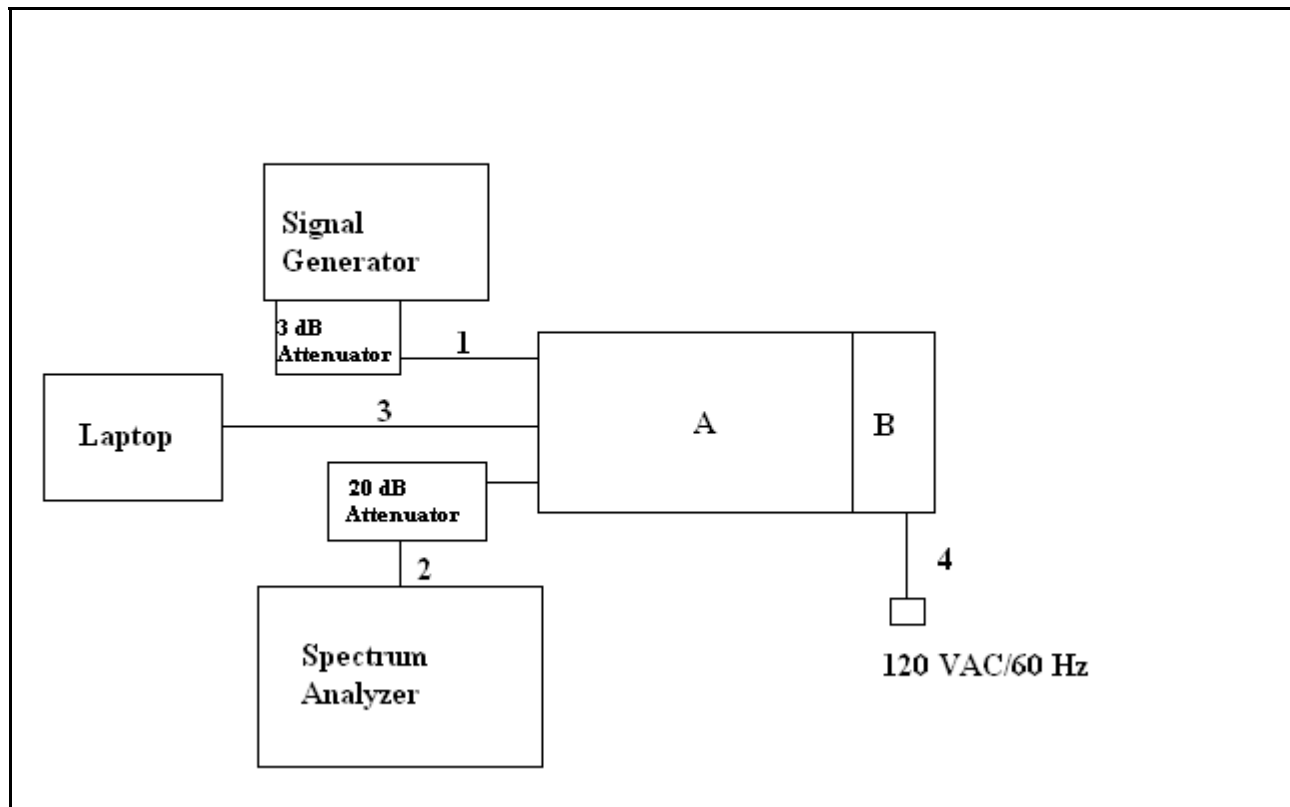 Signal
Generator
3 dB
Attenuator
1
Laptop
3
A
B
20 dB
Attenuator
2
4
Spectrum
Analyzer
120 VAC/60 Hz